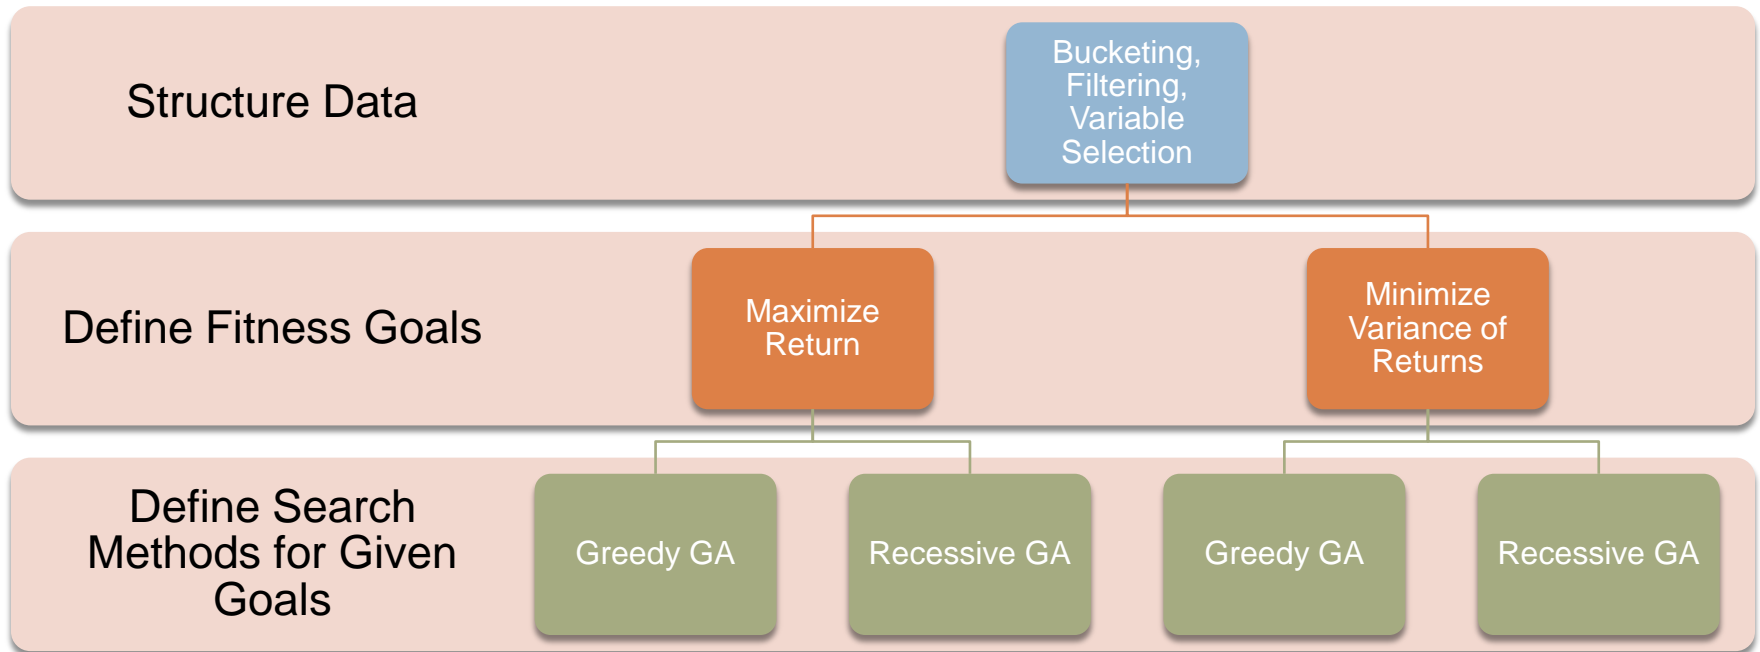 Structure Data
Bucketing,
Filtering,
Variable
Selection
Define Fitness Goals
Maximize
Return
Minimize
Variance of
Returns
Define Search
Methods for Given
Goals
Greedy GA
Recessive GA
Greedy GA
Recessive GA